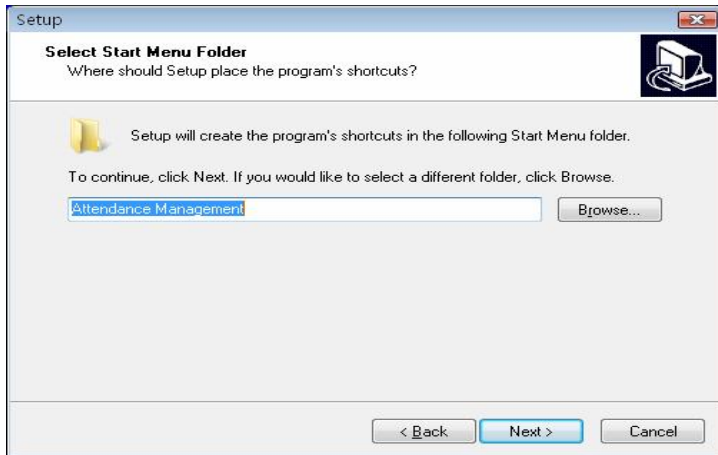 Setup
Select Start Menu Folder
Where should Setup place the program's shortcuts?
Setup will create the program's shortcuts in the following Start Menu folder.
To continue, click Next. If you would like to select a different folder, click Browse.
Attendance Management
Browse...
< Back
Next >
Cancel